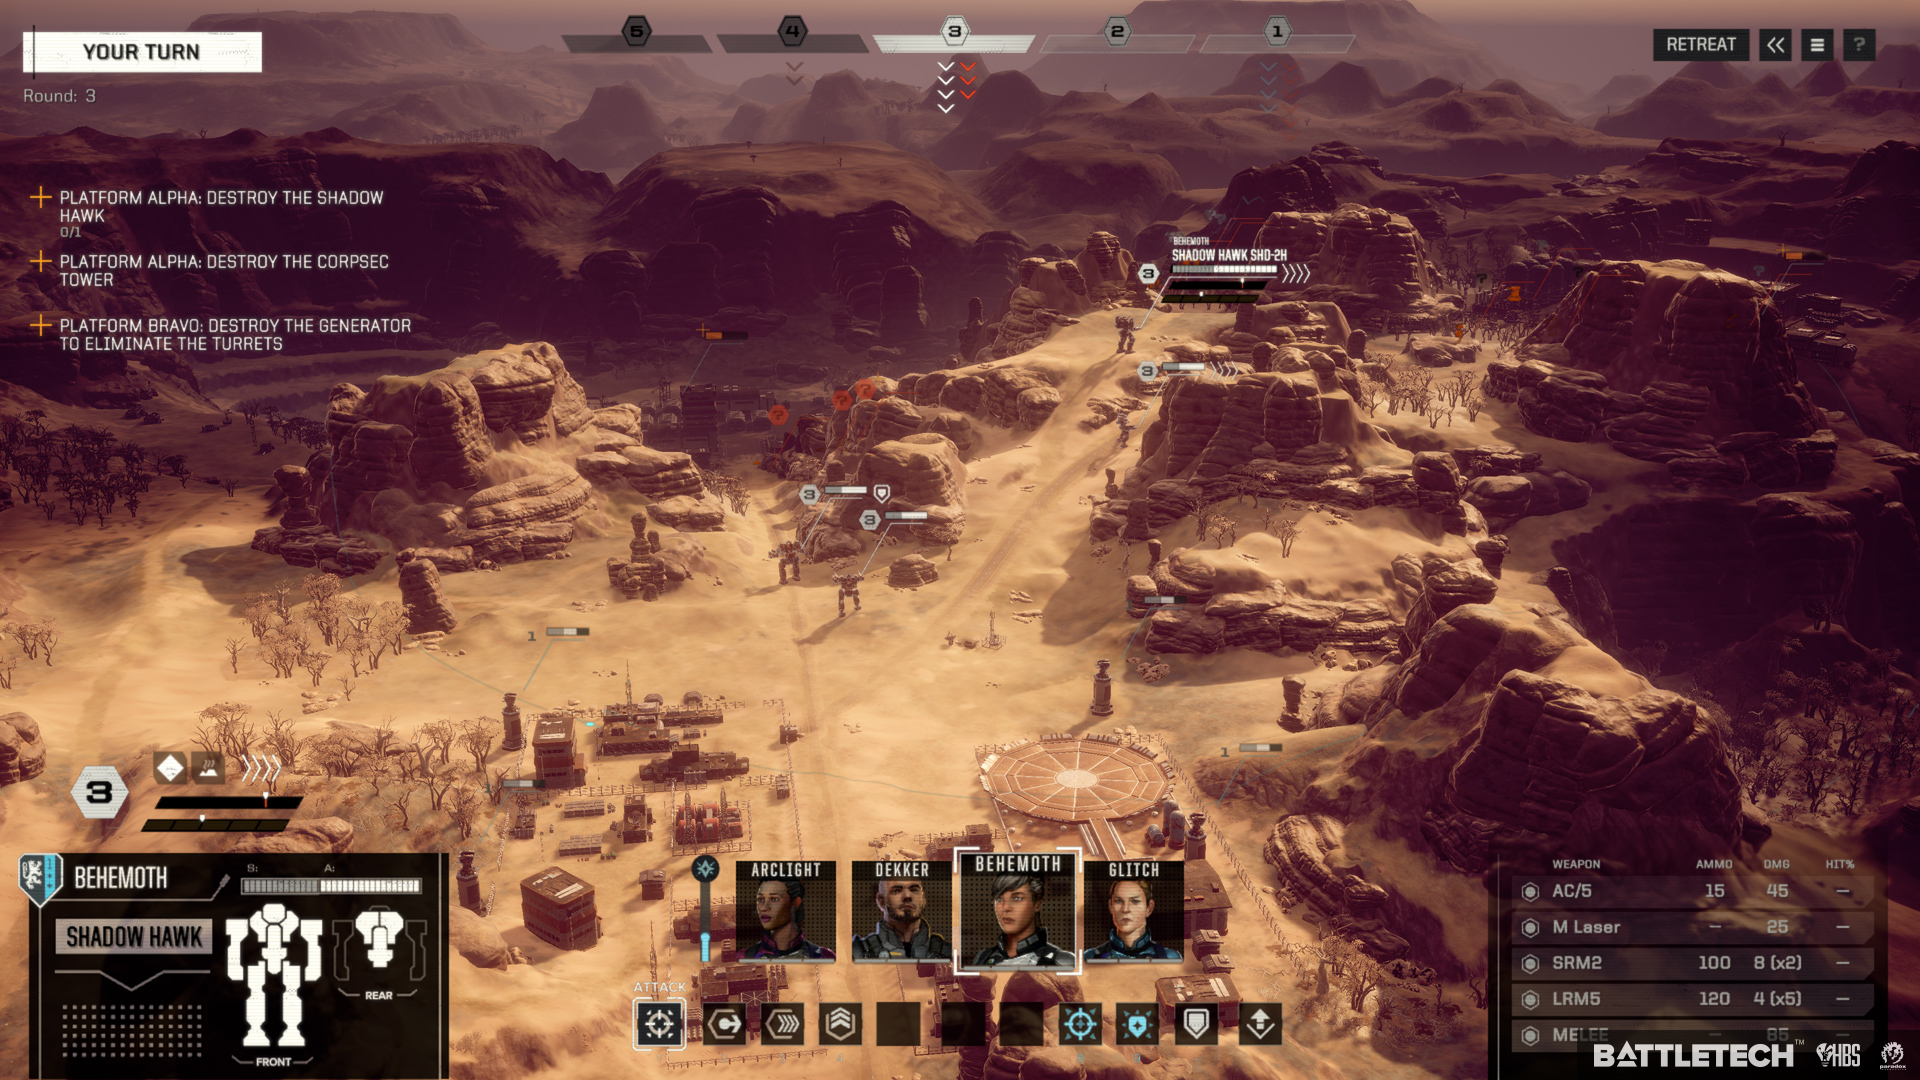 YOUR TURN
Round: 3
5
4
3
2
1
RETREAT
?
PLATFORM ALPHA: DESTROY THE SHADOW
HAWK
0/1
PLATFORM ALPHA: DESTROY THE CORPSEC
TOWER
PLATFORM BRAVO: DESTROY THE GENERATOR
TO ELIMINATE THE TURRETS
BEHEMOTH
SHADOW HAWK SHD-2H
3
3
?
?
?
3
3
1
1
3
BEHEMOTH
S:
A:
SHADOW HAWK
REAR
FRONT
ARCLIGHT
DEKKER
BEHEMOTH
GLITCH
ATTACK
WEAPON AMMO DMG HIT%
AC/5 15 45 –
M Laser – 25 –
SRM2 100 8 (x2) –
LRM5 120 4 (x5) –
MELEE – 85 –
BATTLETECH™ HBS paradox